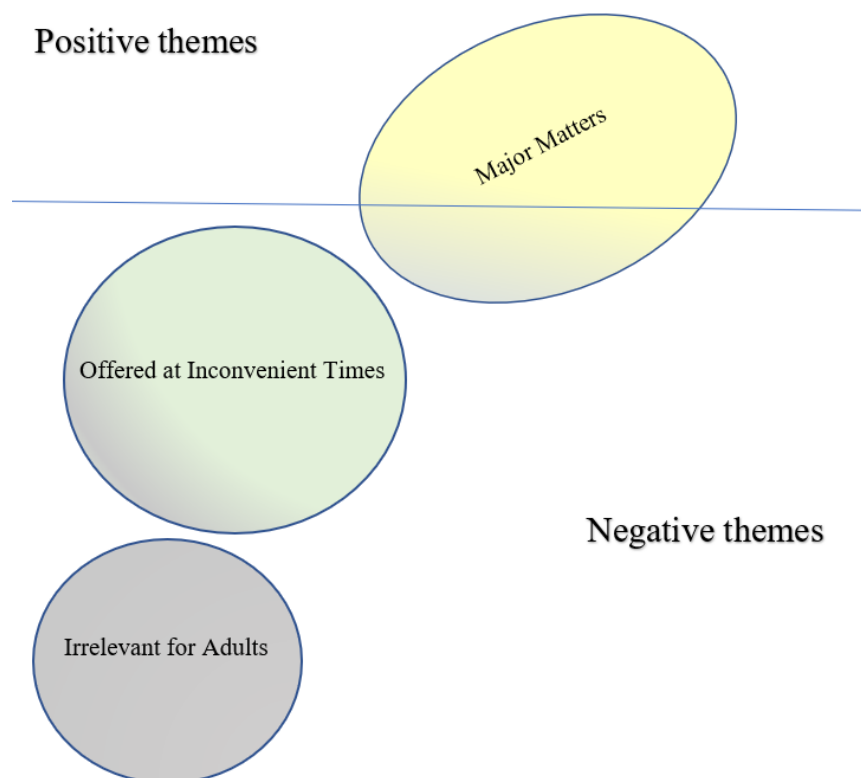 Positive themes
Major Matters
Offered at Inconvenient Times
Negative themes
Irrelevant for Adults